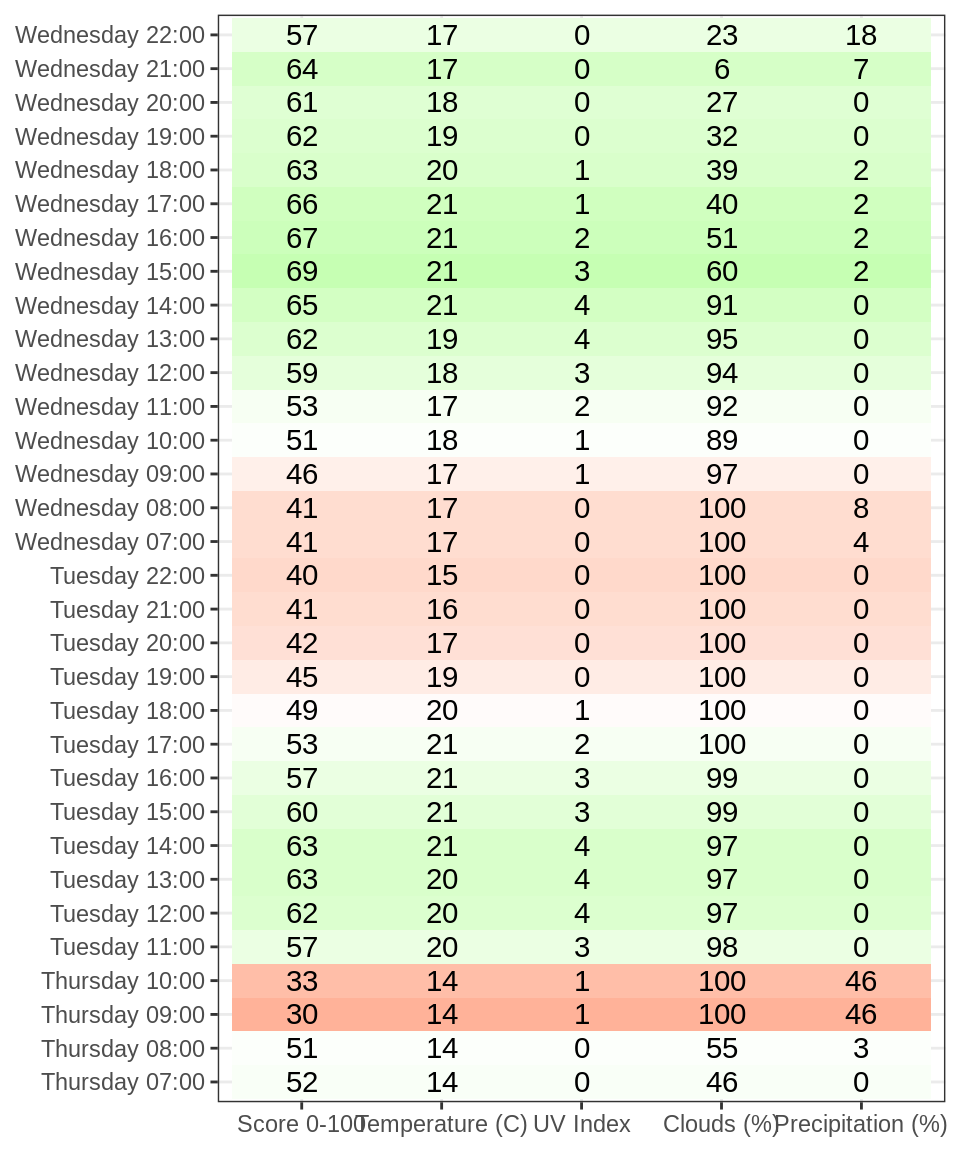 Wednesday 22:00 57 17 0 23 18
Wednesday 21:00 64 17 0 6 7
Wednesday 20:00 61 18 0 27 0
Wednesday 19:00 62 19 0 32 0
Wednesday 18:00 63 20 1 39 2
Wednesday 17:00 66 21 1 40 2
Wednesday 16:00 67 21 2 51 2
Wednesday 15:00 69 21 3 60 2
Wednesday 14:00 65 21 4 91 0
Wednesday 13:00 62 19 4 95 0
Wednesday 12:00 59 18 3 94 0
Wednesday 11:00 53 17 2 92 0
Wednesday 10:00 51 18 1 89 0
Wednesday 09:00 46 17 1 97 0
Wednesday 08:00 41 17 0 100 8
Wednesday 07:00 41 17 0 100 4
Tuesday 22:00 40 15 0 100 0
Tuesday 21:00 41 16 0 100 0
Tuesday 20:00 42 17 0 100 0
Tuesday 19:00 45 19 0 100 0
Tuesday 18:00 49 20 1 100 0
Tuesday 17:00 53 21 2 100 0
Tuesday 16:00 57 21 3 99 0
Tuesday 15:00 60 21 3 99 0
Tuesday 14:00 63 21 4 97 0
Tuesday 13:00 63 20 4 97 0
Tuesday 12:00 62 20 4 97 0
Tuesday 11:00 57 20 3 98 0
Thursday 10:00 33 14 1 100 46
Thursday 09:00 30 14 1 100 46
Thursday 08:00 51 14 0 55 3
Thursday 07:00 52 14 0 46 0
Score 0-100 Temperature (C) UV Index Clouds (%) Precipitation (%)